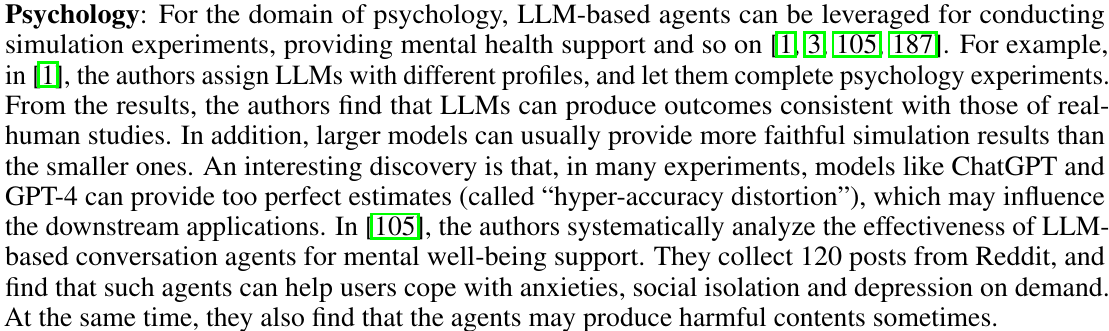 Psychology: For the domain of psychology, LLM-based agents can be leveraged for conducting
simulation experiments, providing mental health support and so on [1, 3, 105, 187]. For example,
in [1], the authors assign LLMs with different profiles, and let them complete psychology experiments.
From the results, the authors find that LLMs can produce outcomes consistent with those of real-
human studies. In addition, larger models can usually provide more faithful simulation results than
the smaller ones. An interesting discovery is that, in many experiments, models like ChatGPT and
GPT-4 can provide too perfect estimates (called “hyper-accuracy distortion”), which may influence
the downstream applications. In [105], the authors systematically analyze the effectiveness of LLM-
based conversation agents for mental well-being support. They collect 120 posts from Reddit, and
find that such agents can help users cope with anxieties, social isolation and depression on demand.
At the same time, they also find that the agents may produce harmful contents sometimes.